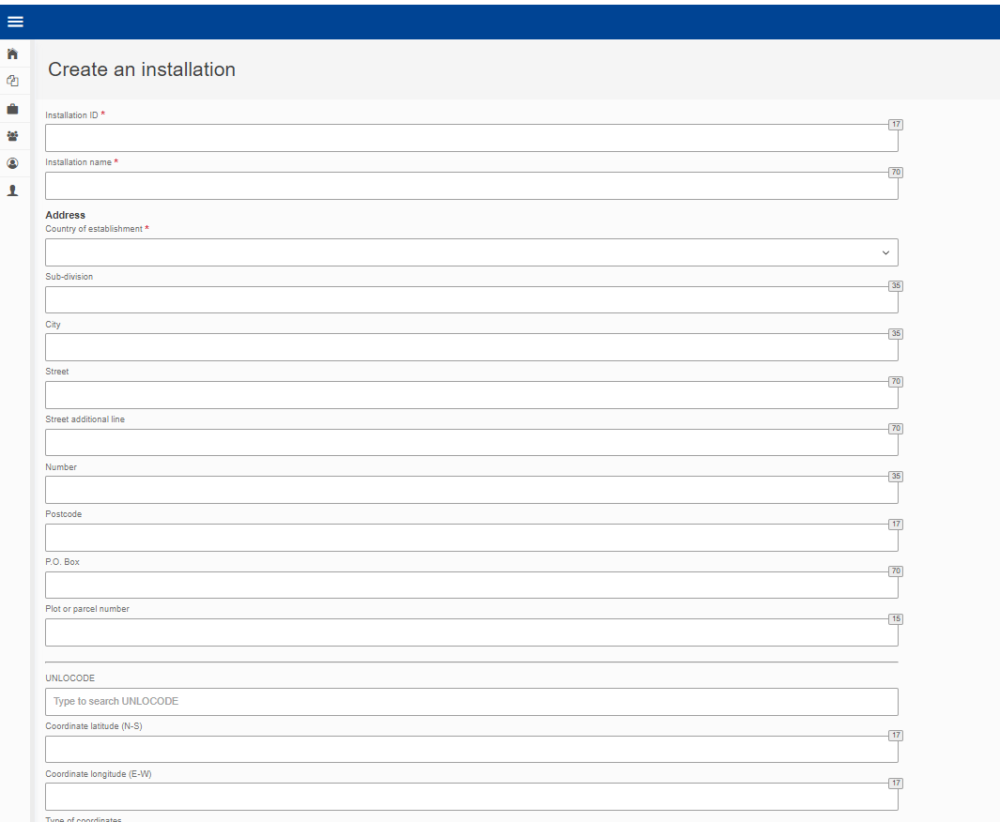 Create an installation
Installation ID *
17
Installation name *
70
Address
Country of establishment *
Sub-division
35
City
35
Street
70
Street additional line
70
Number
35
Postcode
17
P.O. Box
70
Plot or parcel number
15
UNLOCODE
Type to search UNLOCODE
Coordinate latitude (N-S)
17
Coordinate longitude (E-W)
17
Type of coordinates